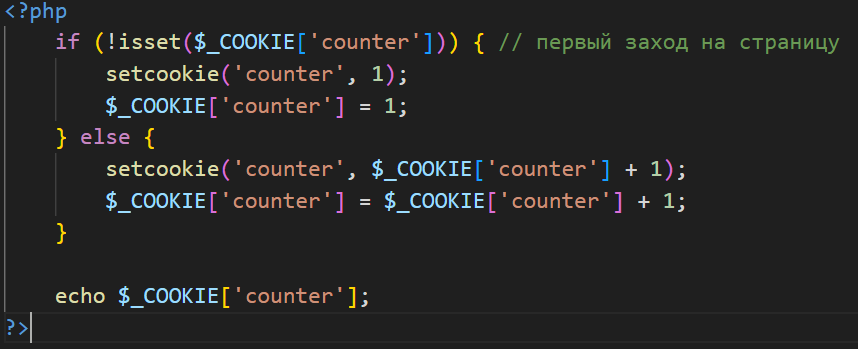 <?php
if (!isset($_COOKIE['counter'])) { // первый заход на страницу
setcookie('counter', 1);
$_COOKIE['counter'] = 1;
} else {
setcookie('counter', $_COOKIE['counter'] + 1);
$_COOKIE['counter'] = $_COOKIE['counter'] + 1;
}
echo $_COOKIE['counter'];
?>